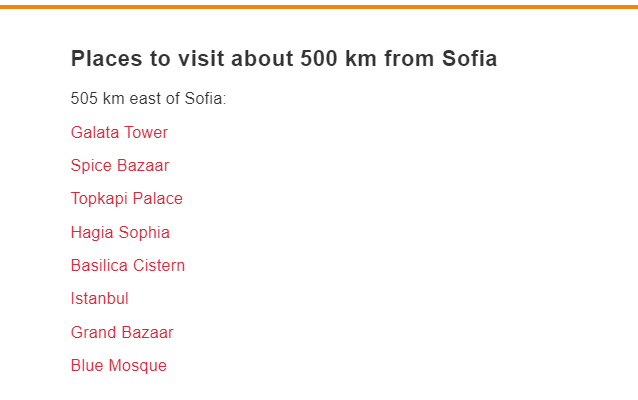 Places to visit about 500 km from Sofia
505 km east of Sofia:
Galata Tower
Spice Bazaar
Topkapi Palace
Hagia Sophia
Basilica Cistern
Istanbul
Grand Bazaar
Blue Mosque